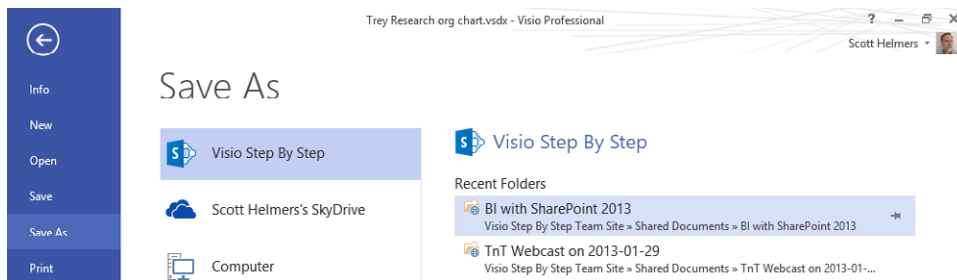 Trey Research org chart.vsdx - Visio Professional
?
Scott Helmers
Info
New
Open
Save
Save As
Print
Save As
Visio Step By Step
Scott Helmers's SkyDrive
Computer
Visio Step By Step
Recent Folders
BI with SharePoint 2013
Visio Step By Step Team Site » Shared Documents » BI with SharePoint 2013
TnT Webcast on 2013-01-29
Visio Step By Step Team Site » Shared Documents » TnT Webcast on 2013-01-...